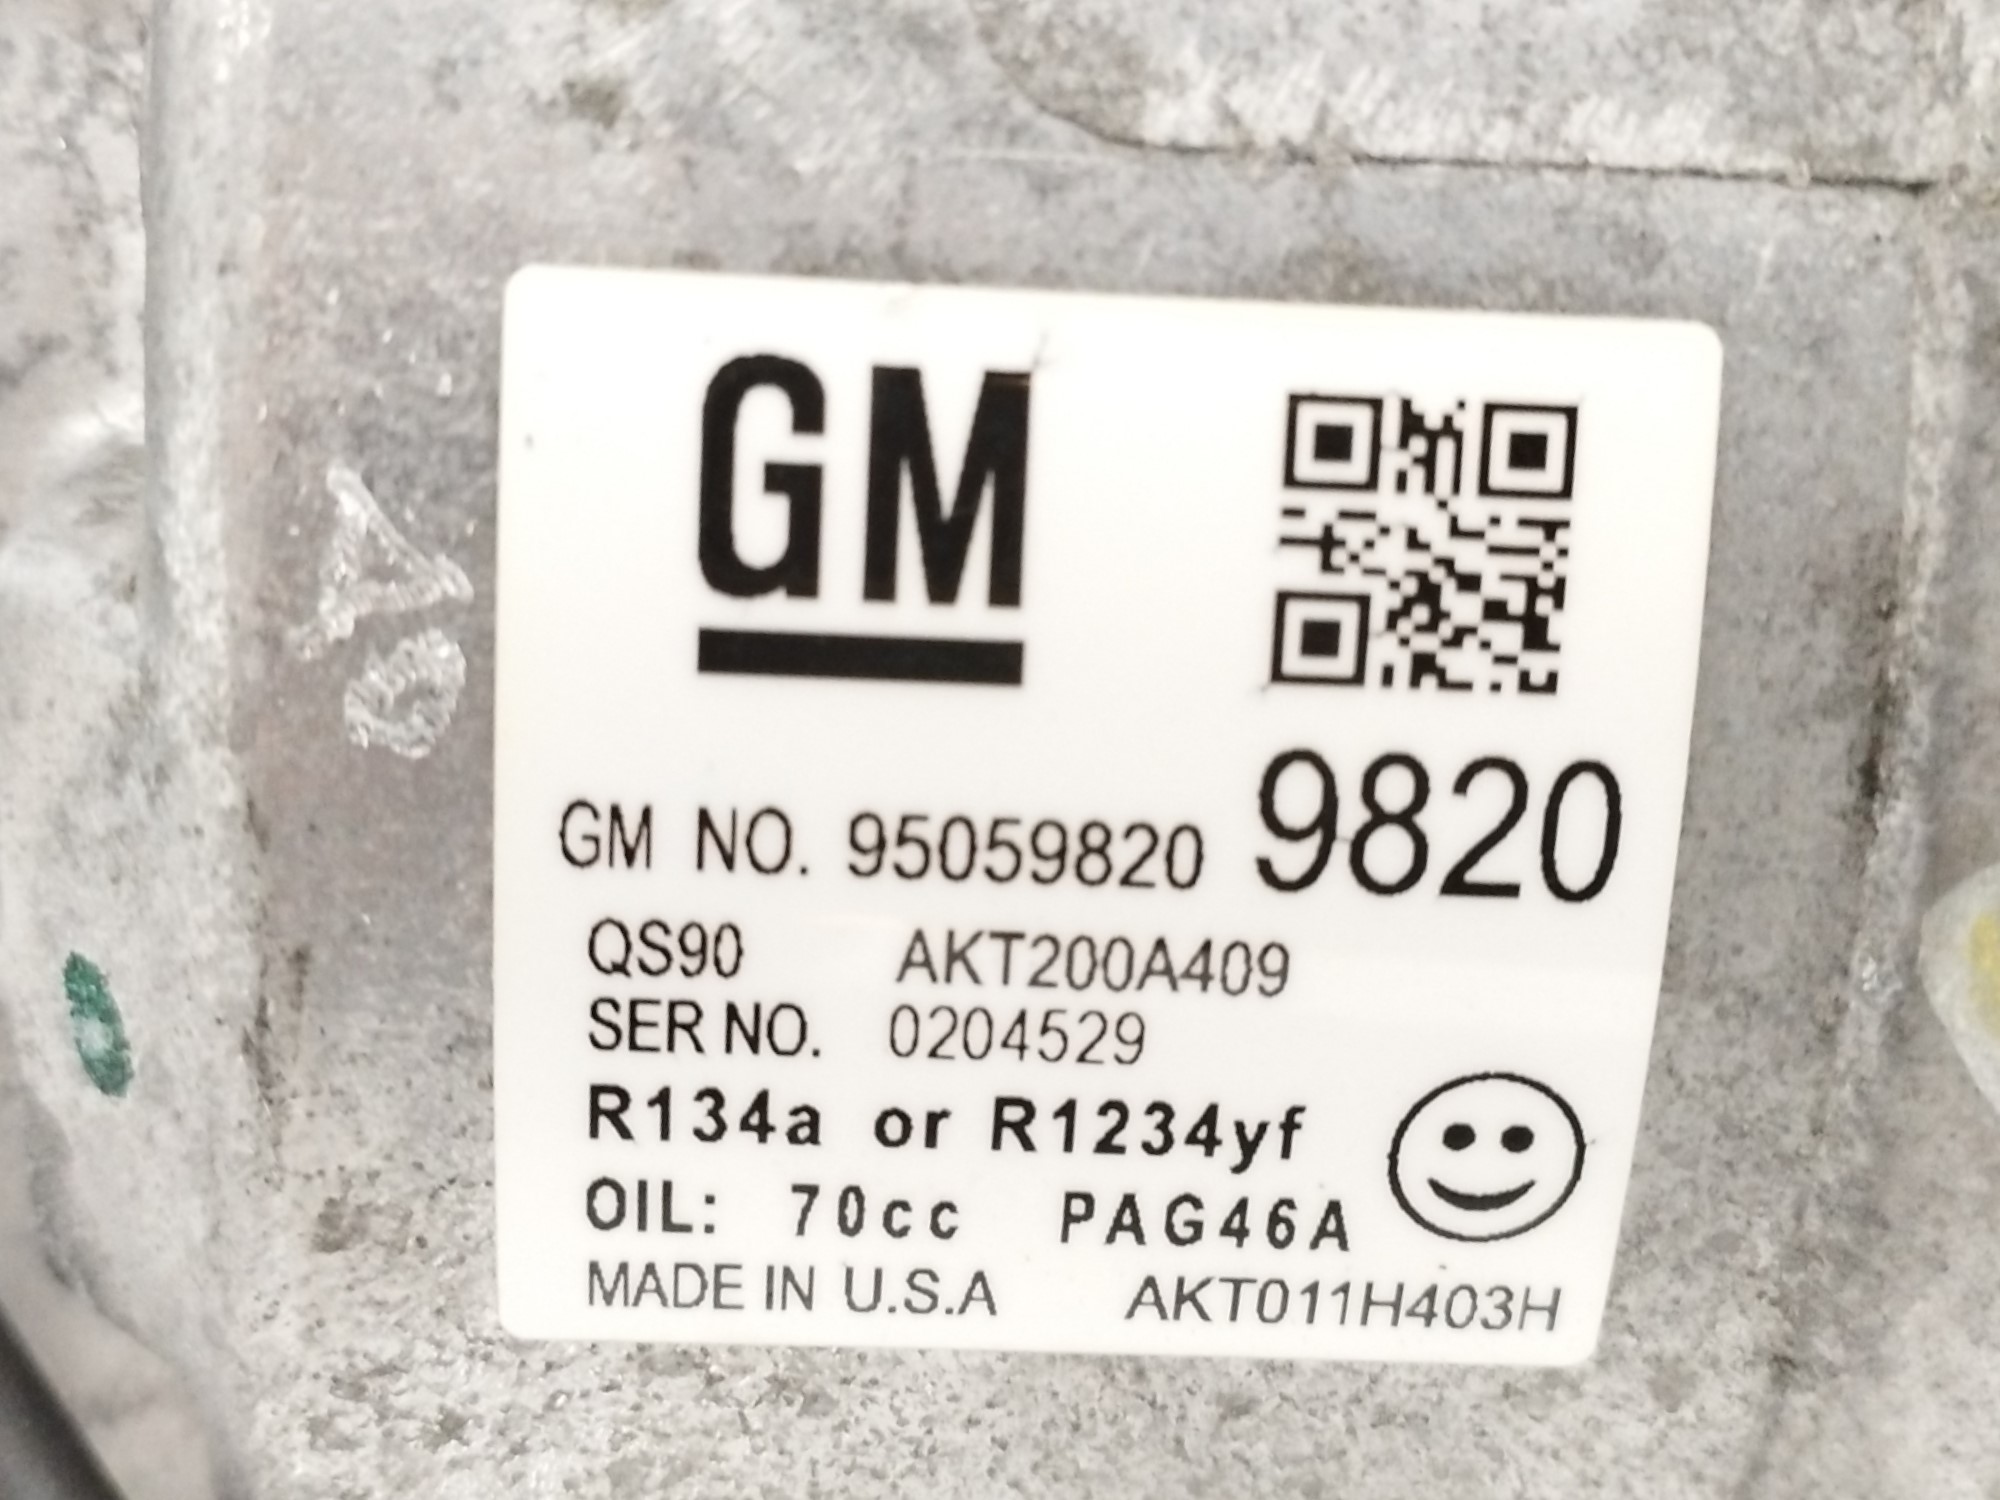 GM
GM NO. 95059820 9820
QS90 AKT200A409
SER NO. 0204529
R134a or R1234yf
OIL: 70cc PAG46A
MADE IN U.S.A AKT011H403H